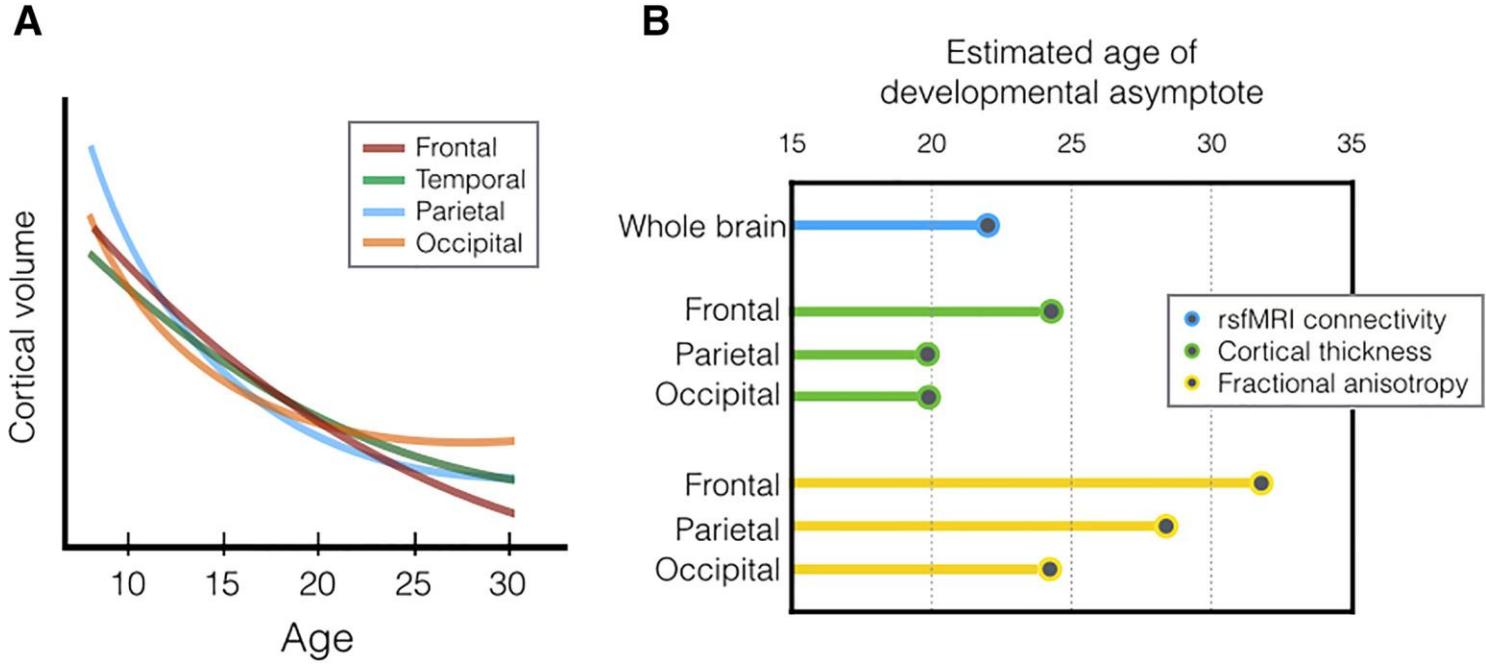 A
Cortical volume
Frontal
Temporal
Parietal
Occipital
10 15 20 25 30
Age
B
Estimated age of
developmental asymptote
15 20 25 30 35
Whole brain
Frontal
Parietal
Occipital
Frontal
Parietal
Occipital
rsfMRI connectivity
Cortical thickness
Fractional anisotropy